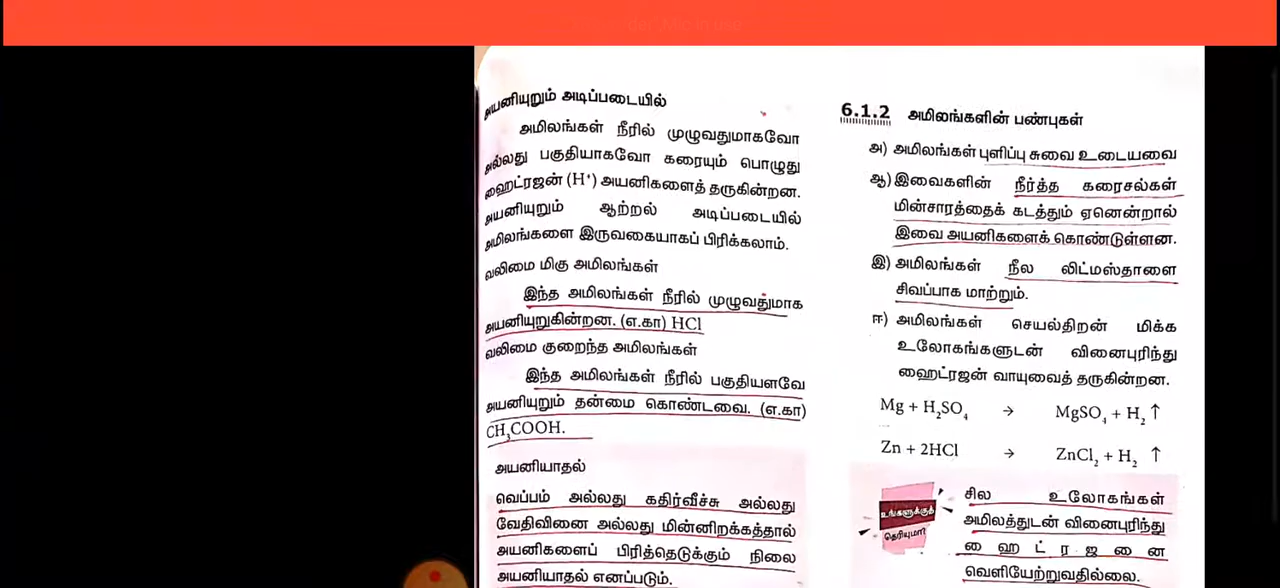 அயனியுறும் அடிப்படையில்
அமிலங்கள் நீரில் முழுவதுமாகவோ
அல்லது பகுதியாகவோ கரையும் பொழுது
ஹைட்ரஜன் (H⁺) அயனிகளைத் தருகின்றன.
அயனியுறும் ஆற்றல் அடிப்படையில்
அமிலங்களை இருவகையாகப் பிரிக்கலாம்.
வலிமை மிகு அமிலங்கள்
இந்த அமிலங்கள் நீரில் முழுவதுமாக
அயனியுறுகின்றன. (எ.கா) HCl
வலிமை குறைந்த அமிலங்கள்
இந்த அமிலங்கள் நீரில் பகுதியளவே
அயனியுறும் தன்மை கொண்டவை. (எ.கா)
CH₃COOH.
அயனியாதல்
வெப்பம் அல்லது கதிர்வீச்சு அல்லது
வேதிவினை அல்லது மின்னிறக்கத்தால்
அயனிகளைப் பிரித்தெடுக்கும் நிலை
அயனியாதல் எனப்படும்.
6.1.2 அமிலங்களின் பண்புகள்
அ) அமிலங்கள் புளிப்பு சுவை உடையவை
ஆ) இவைகளின் நீர்த்த கரைசல்கள்
மின்சாரத்தைக் கடத்தும் ஏனென்றால்
இவை அயனிகளைக் கொண்டுள்ளன.
இ) அமிலங்கள் நீல லிட்மஸ்தாளை
சிவப்பாக மாற்றும்.
ஈ) அமிலங்கள் செயல்திறன் மிக்க
உலோகங்களுடன் வினைபுரிந்து
ஹைட்ரஜன் வாயுவைத் தருகின்றன.
Mg + H₂SO₄ → MgSO₄ + H₂ ↑
Zn + 2HCl → ZnCl₂ + H₂ ↑
உங்களுக்குத்
தெரியுமா?
சில உலோகங்கள்
அமிலத்துடன் வினைபுரிந்து
ஹைட்ரஜனை
வெளியேற்றுவதில்லை.